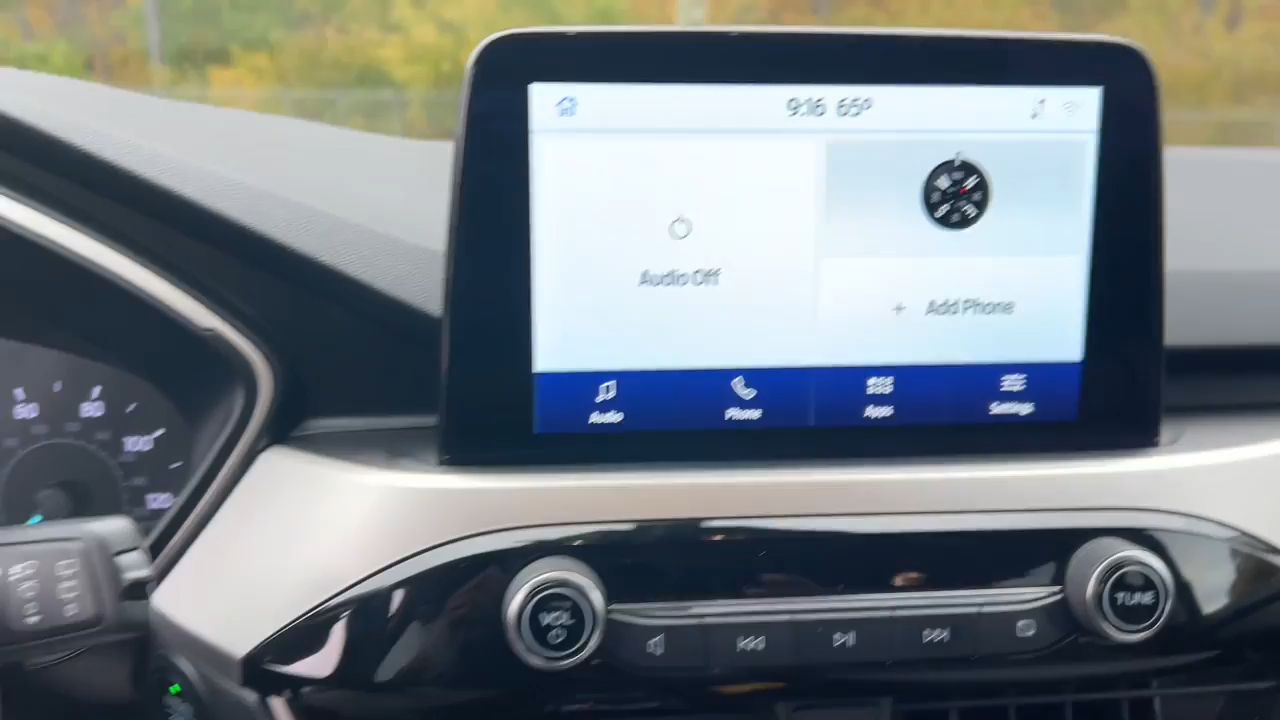 9:16 65°
Audio Off
+ Add Phone
Audio
Phone
Apps
Settings
60
80
100
120
VOL
TUNE